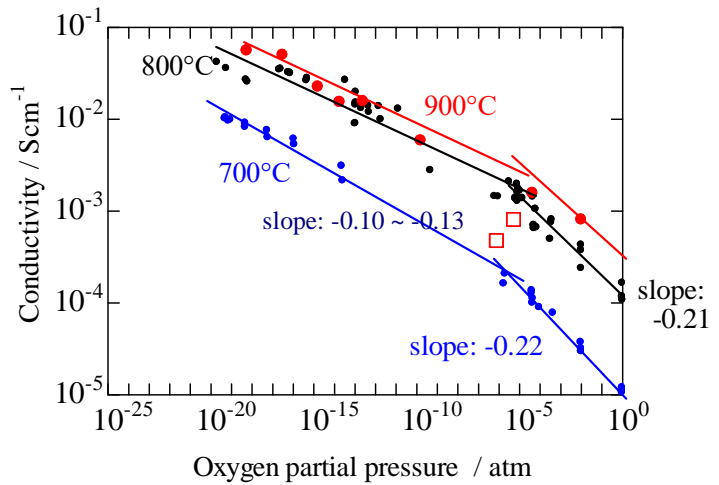 10^-1
800°C
900°C
10^-2
700°C
Conductivity / Scm^-1
10^-3
slope: -0.10 ~ -0.13
10^-4
slope:
-0.21
slope: -0.22
10^-5
10^-25 10^-20 10^-15 10^-10 10^-5 10^0
Oxygen partial pressure / atm